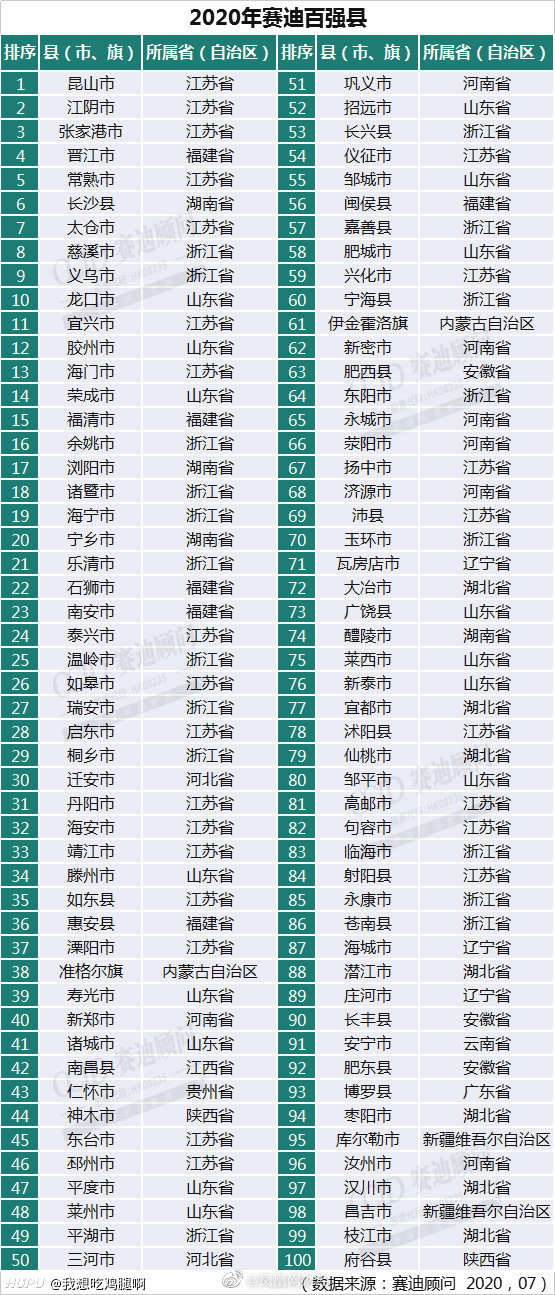 2020年赛迪百强县
排序 县（市、旗） 所属省（自治区） 排序 县（市、旗） 所属省（自治区）
1 昆山市 江苏省 51 巩义市 河南省
2 江阴市 江苏省 52 招远市 山东省
3 张家港市 江苏省 53 长兴县 浙江省
4 晋江市 福建省 54 仪征市 江苏省
5 常熟市 江苏省 55 邹城市 山东省
6 长沙县 湖南省 56 闽侯县 福建省
7 太仓市 江苏省 57 嘉善县 浙江省
8 慈溪市 浙江省 58 肥城市 山东省
9 义乌市 浙江省 59 兴化市 江苏省
10 龙口市 山东省 60 宁海县 浙江省
11 宜兴市 江苏省 61 伊金霍洛旗 内蒙古自治区
12 胶州市 山东省 62 新密市 河南省
13 海门市 江苏省 63 肥西县 安徽省
14 荣成市 山东省 64 东阳市 浙江省
15 福清市 福建省 65 永城市 河南省
16 余姚市 浙江省 66 荥阳市 河南省
17 浏阳市 湖南省 67 扬中市 江苏省
18 诸暨市 浙江省 68 济源市 河南省
19 海宁市 浙江省 69 沛县 江苏省
20 宁乡市 湖南省 70 玉环市 浙江省
21 乐清市 浙江省 71 瓦房店市 辽宁省
22 石狮市 福建省 72 大冶市 湖北省
23 南安市 福建省 73 广饶县 山东省
24 泰兴市 江苏省 74 醴陵市 湖南省
25 温岭市 浙江省 75 莱西市 山东省
26 如皋市 江苏省 76 新泰市 山东省
27 瑞安市 浙江省 77 宜都市 湖北省
28 启东市 江苏省 78 沭阳县 江苏省
29 桐乡市 浙江省 79 仙桃市 湖北省
30 迁安市 河北省 80 邹平市 山东省
31 丹阳市 江苏省 81 高邮市 江苏省
32 海安市 江苏省 82 句容市 江苏省
33 靖江市 江苏省 83 临海市 浙江省
34 滕州市 山东省 84 射阳县 江苏省
35 如东县 江苏省 85 永康市 浙江省
36 惠安县 福建省 86 苍南县 浙江省
37 溧阳市 江苏省 87 海城市 辽宁省
38 准格尔旗 内蒙古自治区 88 潜江市 湖北省
39 寿光市 山东省 89 庄河市 辽宁省
40 新郑市 河南省 90 长丰县 安徽省
41 诸城市 山东省 91 安宁市 云南省
42 南昌县 江西省 92 肥东县 安徽省
43 仁怀市 贵州省 93 博罗县 广东省
44 神木市 陕西省 94 枣阳市 湖北省
45 东台市 江苏省 95 库尔勒市 新疆维吾尔自治区
46 邳州市 江苏省 96 汝州市 河南省
47 平度市 山东省 97 汉川市 湖北省
48 莱州市 山东省 98 昌吉市 新疆维吾尔自治区
49 平湖市 浙江省 99 枝江市 湖北省
50 三河市 河北省 100 府谷县 陕西省
HUPU @我想吃鸡腿啊 （数据来源：赛迪顾问 2020，07）